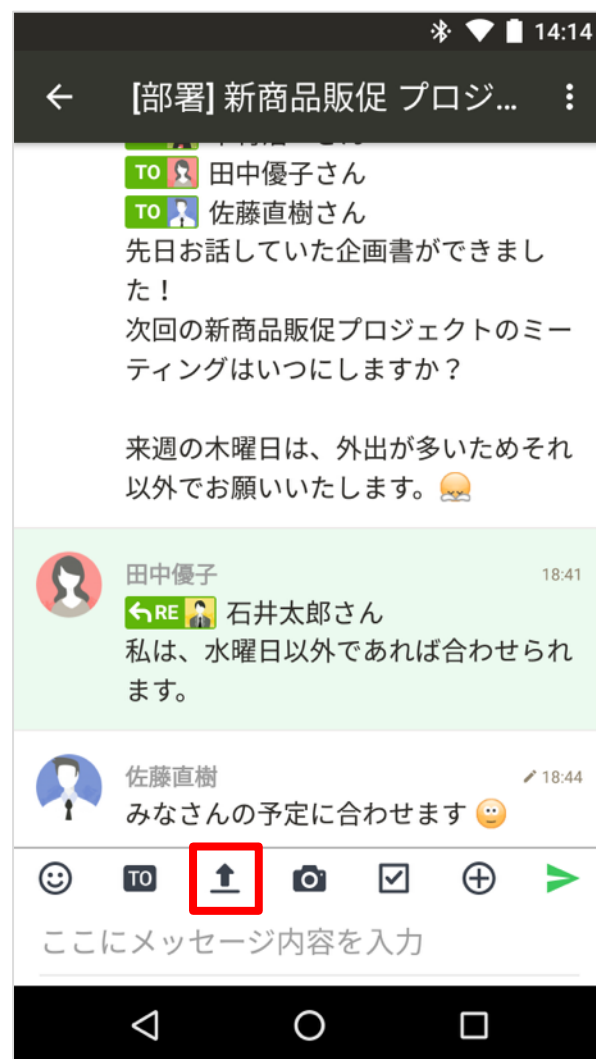 14:14
[部署] 新商品販促 プロジ...
TO 田中優子さん
TO 佐藤直樹さん
先日お話していた企画書ができまし
た！
次回の新商品販促プロジェクトのミー
ティングはいつにしますか？
来週の木曜日は、外出が多いためそれ
以外でお願いいたします。
田中優子 18:41
RE 石井太郎さん
私は、水曜日以外であれば合わせられ
ます。
佐藤直樹 18:44
みなさんの予定に合わせます
TO
ここにメッセージ内容を入力